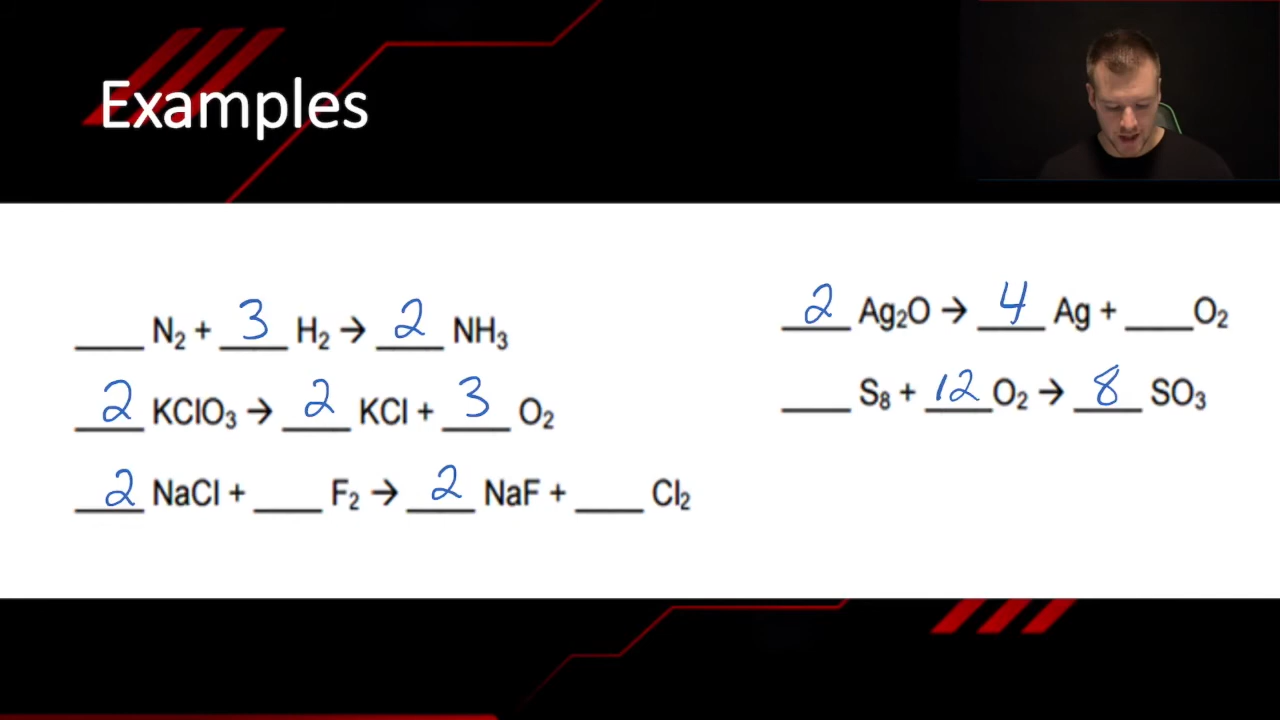 Examples
___ N₂ + 3 H₂ → 2 NH₃
2 KClO₃ → 2 KCl + 3 O₂
2 NaCl + ___ F₂ → 2 NaF + ___ Cl₂
2 Ag₂O → 4 Ag + ___ O₂
___ S₈ + 12 O₂ → 8 SO₃